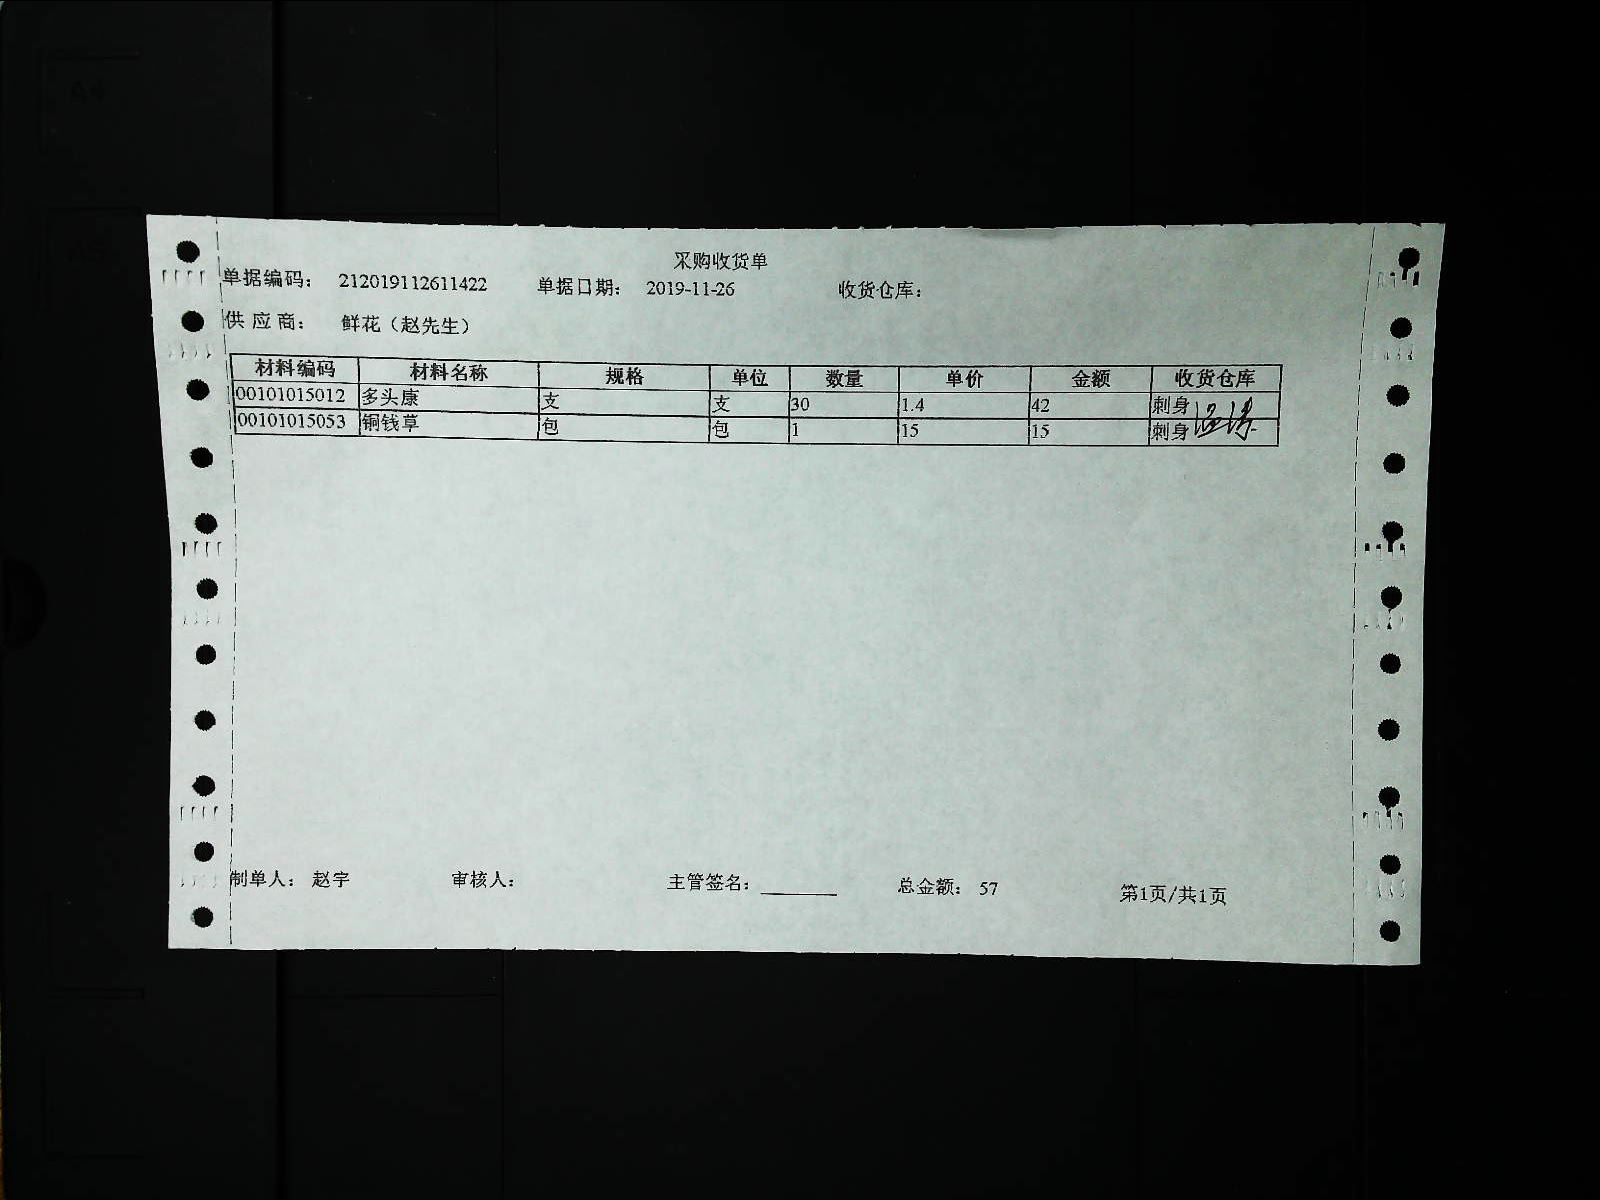 采购收货单
单据编码： 212019112611422 单据日期： 2019-11-26 收货仓库：
供应商： 鲜花（赵先生）
材料编码 材料名称 规格 单位 数量 单价 金额 收货仓库
00101015012 多头康 支 支 30 1.4 42 刺身
00101015053 铜钱草 包 包 1 15 15 刺身
制单人： 赵宇 审核人： 主管签名： 总金额： 57 第1页/共1页